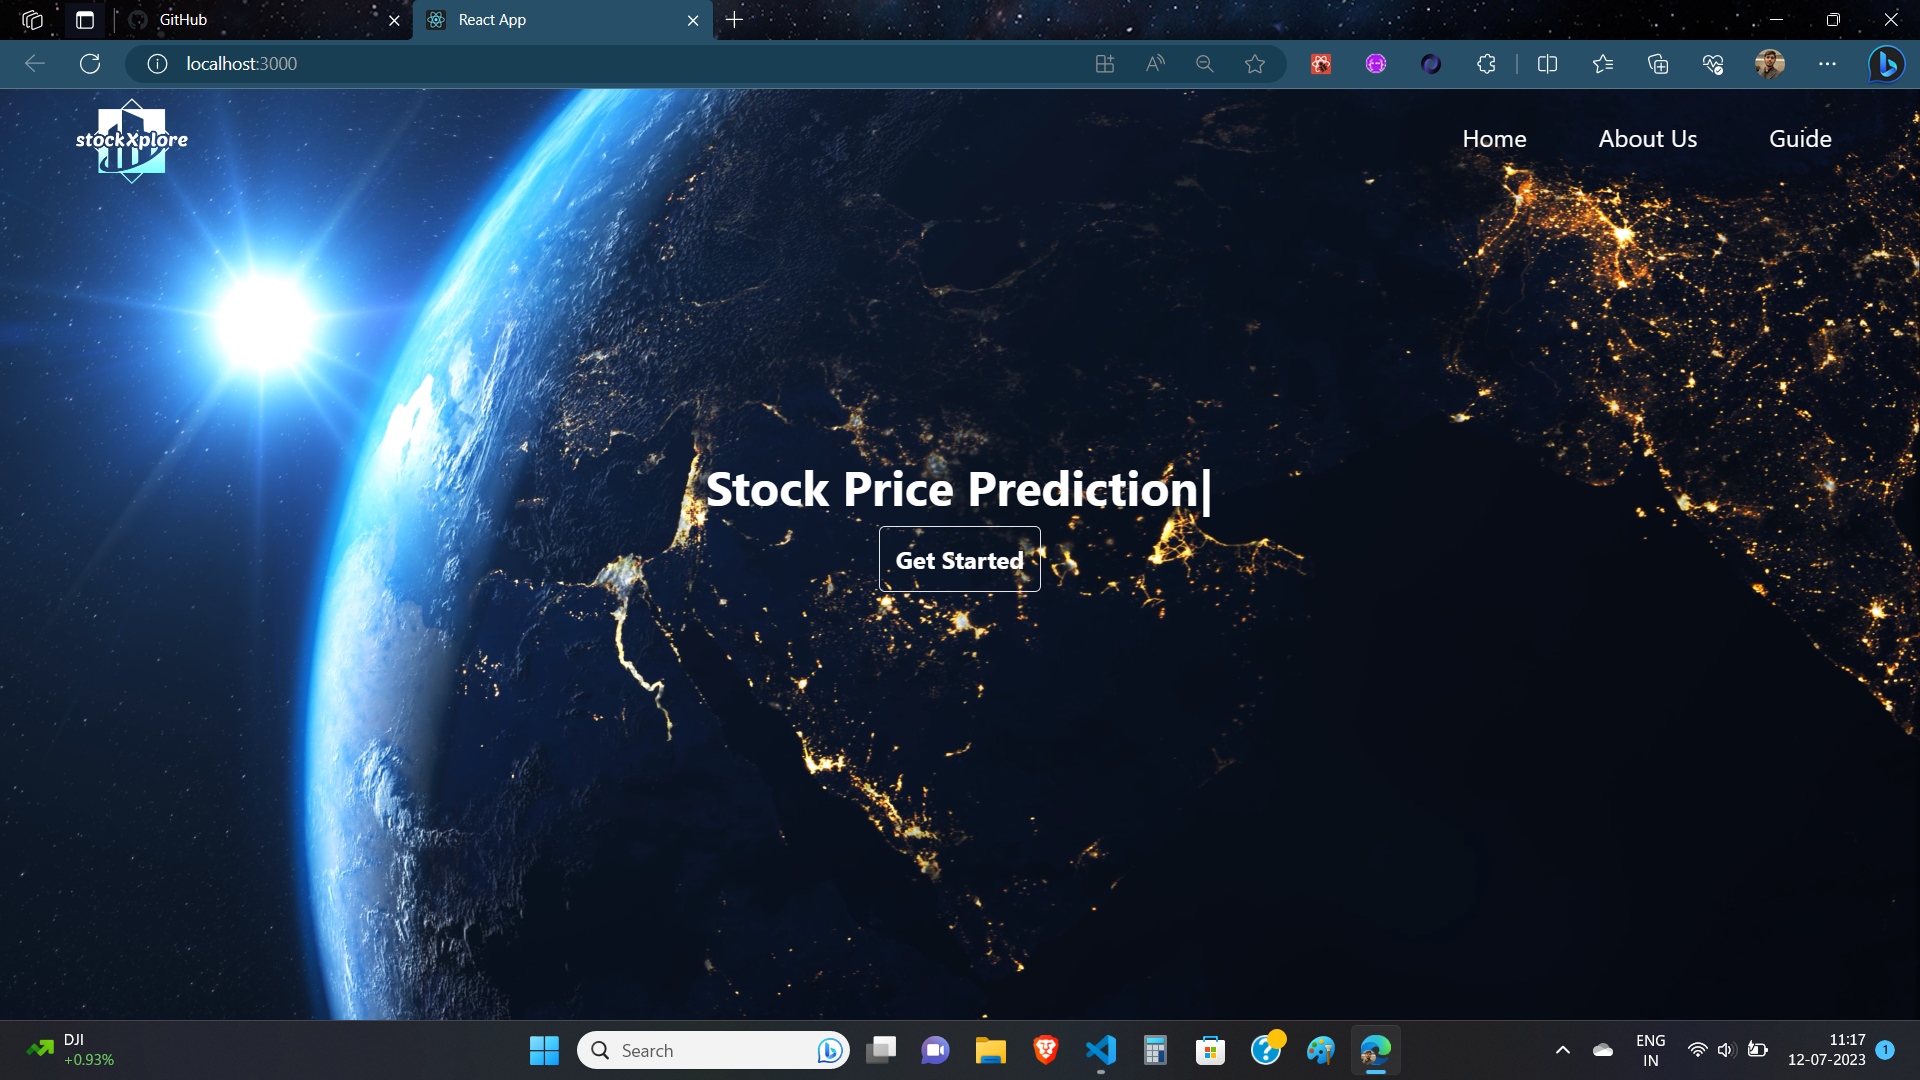 GitHub
React App
localhost:3000
stockXplore
Home
About Us
Guide
Stock Price Prediction|
Get Started
DJI
+0.93%
Search
ENG
IN
11:17
12-07-2023
1